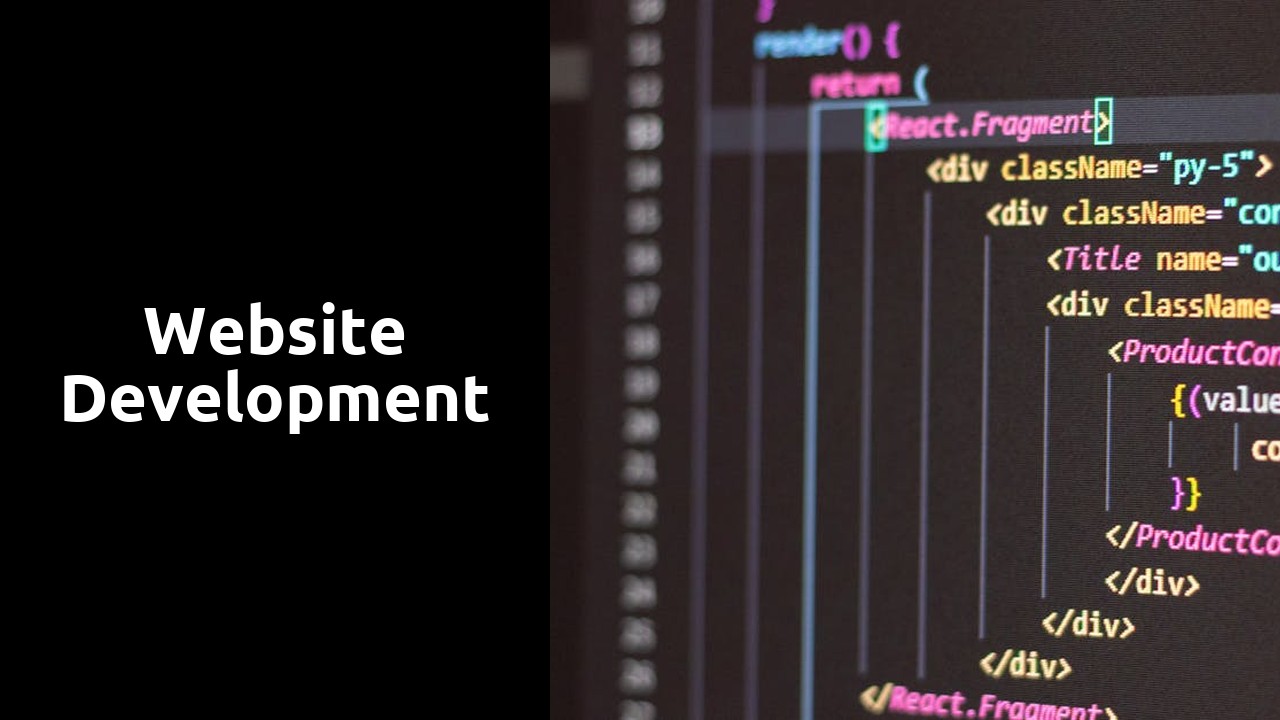 Website
Development
}
render() {
return (
<React.Fragment>
<div className="py-5">
<div className="con
<Title name="ou
<div className=
<ProductCon
{(value
co
}}
</ProductCo
</div>
</div>
</div>
</React.Fragment>